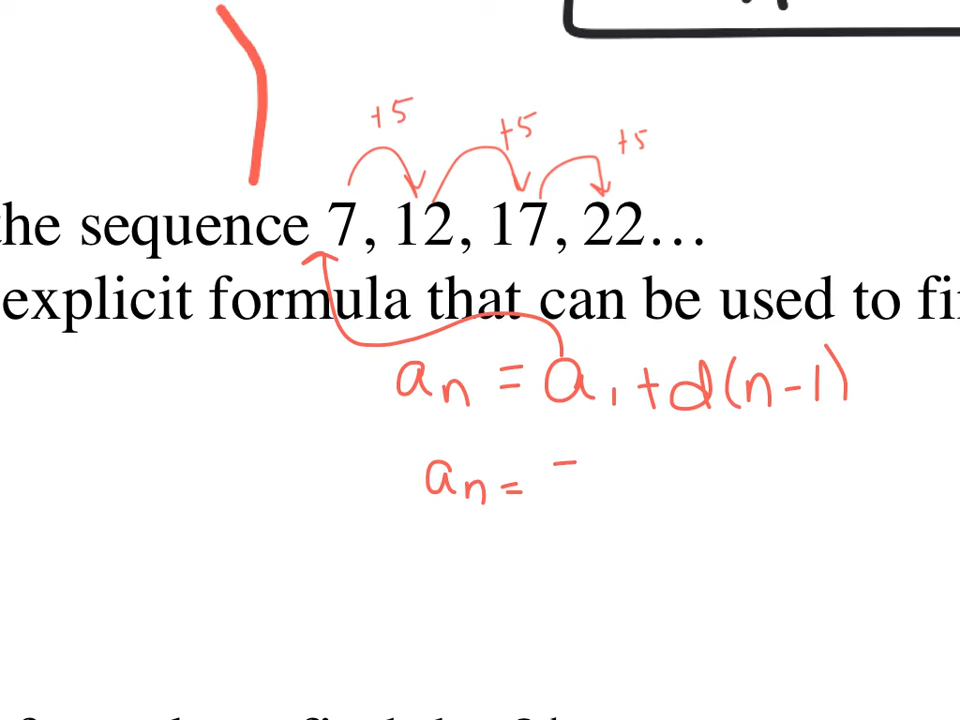 +5 +5 +5
the sequence 7, 12, 17, 22…
explicit formula that can be used to fi
an = a1 + d(n-1)
an =